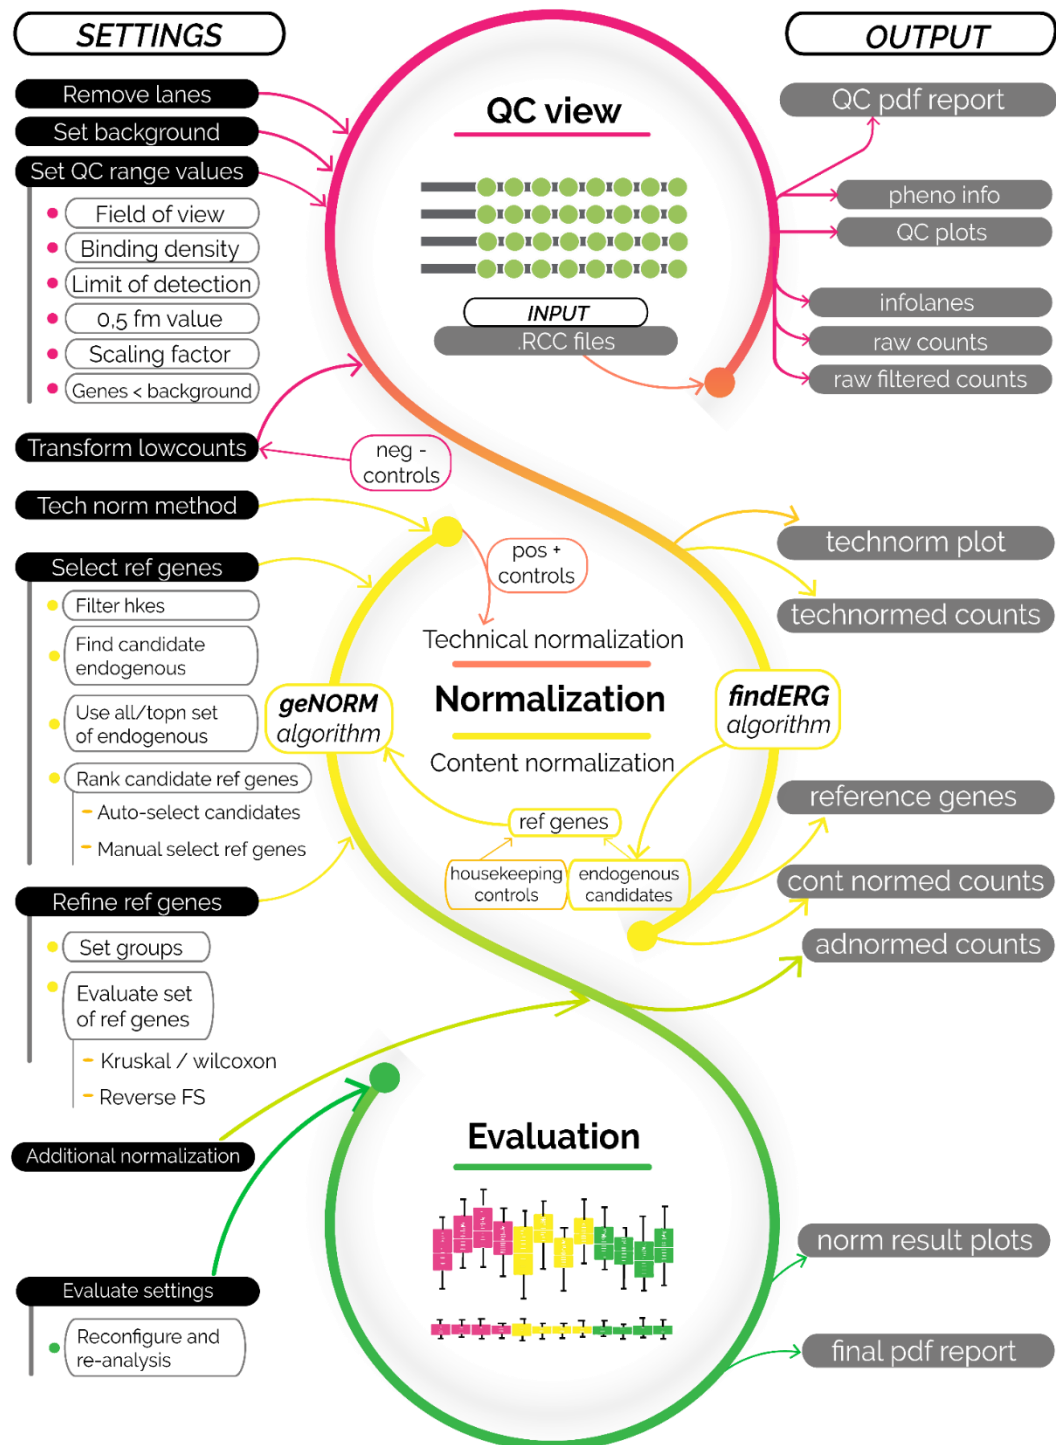 SETTINGS
Remove lanes
Set background
Set QC range values
Field of view
Binding density
Limit of detection
0,5 fm value
Scaling factor
Genes < background
Transform lowcounts
neg -
controls
Tech norm method
Select ref genes
Filter hkes
Find candidate
endogenous
Use all/topn set
of endogenous
Rank candidate ref genes
Auto-select candidates
Manual select ref genes
Refine ref genes
Set groups
Evaluate set
of ref genes
Kruskal / wilcoxon
Reverse FS
Additional normalization
Evaluate settings
Reconfigure and
re-analysis
QC view
INPUT
.RCC files
pos +
controls
Technical normalization
Normalization
Content normalization
geNORM
algorithm
findERG
algorithm
ref genes
housekeeping
controls
endogenous
candidates
Evaluation
OUTPUT
QC pdf report
pheno info
QC plots
infolanes
raw counts
raw filtered counts
technorm plot
technormed counts
reference genes
cont normed counts
adnormed counts
norm result plots
final pdf report